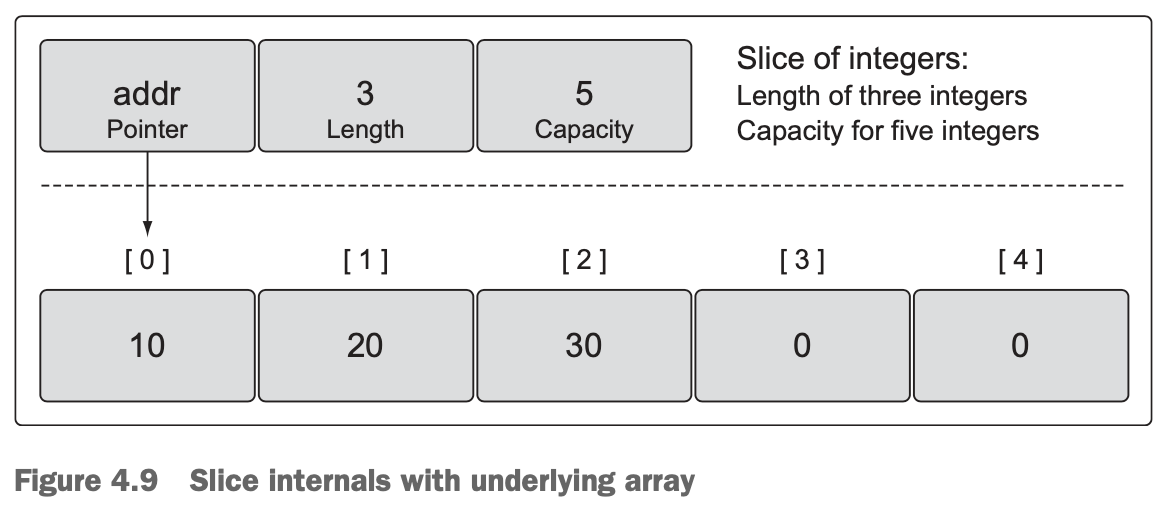 addr
Pointer
3
Length
5
Capacity
Slice of integers:
Length of three integers
Capacity for five integers
[ 0 ] [ 1 ] [ 2 ] [ 3 ] [ 4 ]
10 20 30 0 0
Figure 4.9 Slice internals with underlying array